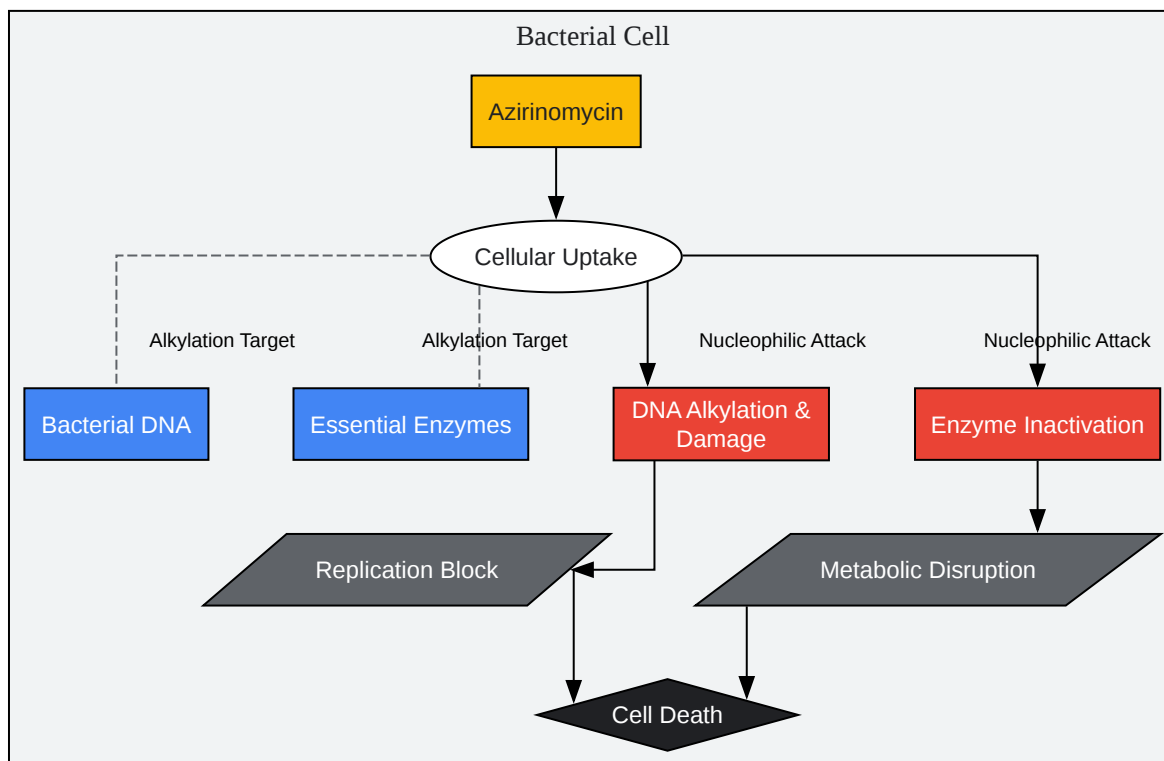 Bacterial Cell
Azirinomycin
Cellular Uptake
Alkylation Target
Alkylation Target
Nucleophilic Attack
Nucleophilic Attack
Bacterial DNA
Essential Enzymes
DNA Alkylation &
Damage
Enzyme Inactivation
Replication Block
Metabolic Disruption
Cell Death